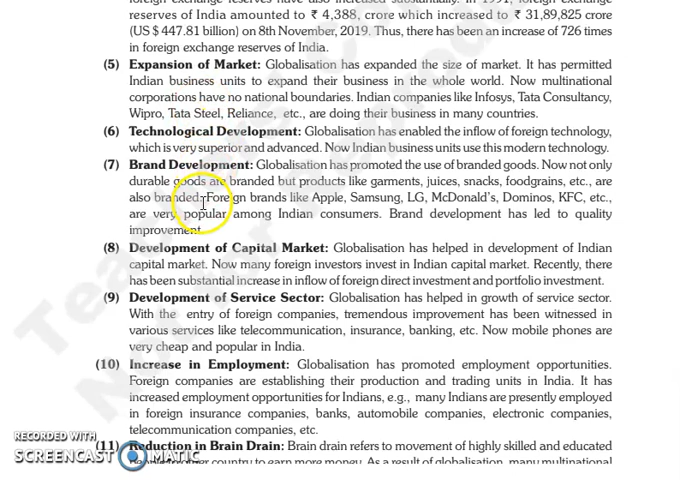 foreign exchange reserves have also increased substantially. In 1991, foreign exchange
reserves of India amounted to ₹ 4,388, crore which increased to ₹ 31,89,825 crore
(US $ 447.81 billion) on 8th November, 2019. Thus, there has been an increase of 726 times
in foreign exchange reserves of India.
(5) Expansion of Market: Globalisation has expanded the size of market. It has permitted
Indian business units to expand their business in the whole world. Now multinational
corporations have no national boundaries. Indian companies like Infosys, Tata Consultancy,
Wipro, Tata Steel, Reliance, etc., are doing their business in many countries.
(6) Technological Development: Globalisation has enabled the inflow of foreign technology,
which is very superior and advanced. Now Indian business units use this modern technology.
(7) Brand Development: Globalisation has promoted the use of branded goods. Now not only
durable goods are branded but products like garments, juices, snacks, foodgrains, etc., are
also branded. Foreign brands like Apple, Samsung, LG, McDonald's, Dominos, KFC, etc.,
are very popular among Indian consumers. Brand development has led to quality
improvement.
(8) Development of Capital Market: Globalisation has helped in development of Indian
capital market. Now many foreign investors invest in Indian capital market. Recently, there
has been substantial increase in inflow of foreign direct investment and portfolio investment.
(9) Development of Service Sector: Globalisation has helped in growth of service sector.
With the entry of foreign companies, tremendous improvement has been witnessed in
various services like telecommunication, insurance, banking, etc. Now mobile phones are
very cheap and popular in India.
(10) Increase in Employment: Globalisation has promoted employment opportunities.
Foreign companies are establishing their production and trading units in India. It has
increased employment opportunities for Indians, e.g., many Indians are presently employed
in foreign insurance companies, banks, automobile companies, electronic companies,
telecommunication companies, etc.
(11) Reduction in Brain Drain: Brain drain refers to movement of highly skilled and educated
people to other country to earn more money. As a result of globalisation, many multinational
RECORDED WITH
SCREENCAST MATIC